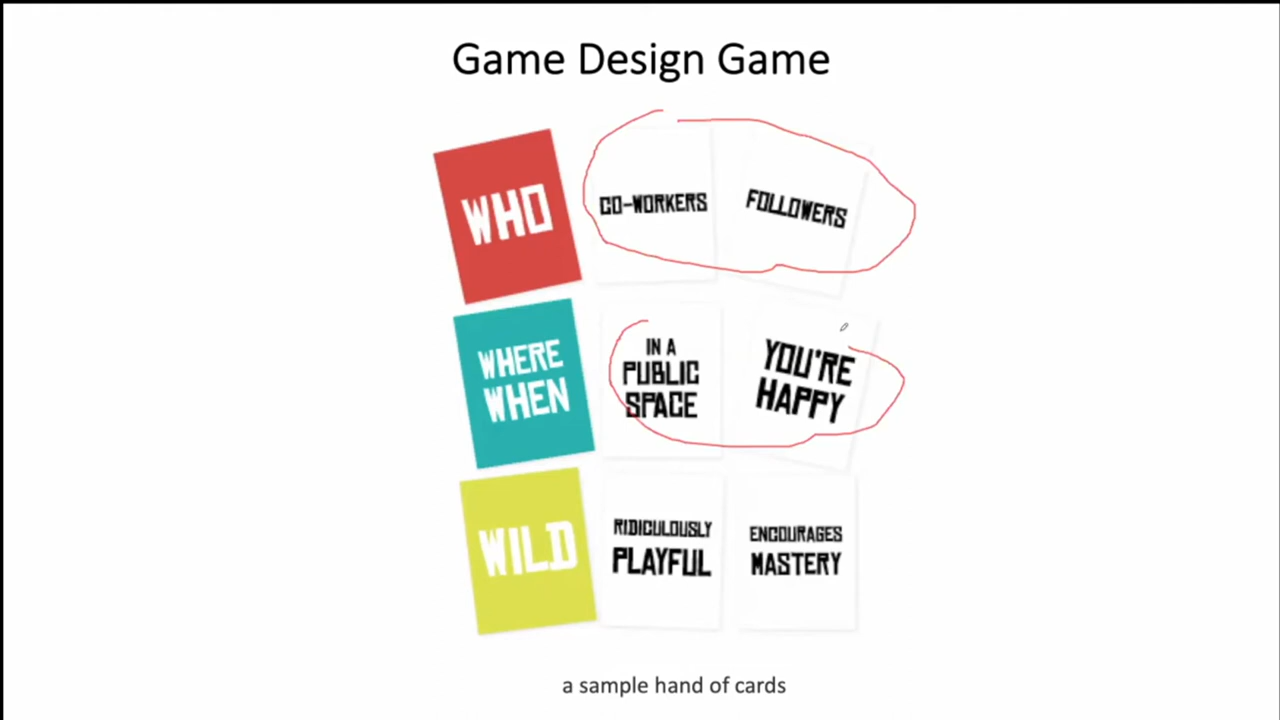 Game Design Game
WHO
CO-WORKERS
FOLLOWERS
WHERE
WHEN
IN A
PUBLIC
SPACE
YOU'RE
HAPPY
WILD
RIDICULOUSLY
PLAYFUL
ENCOURAGES
MASTERY
a sample hand of cards